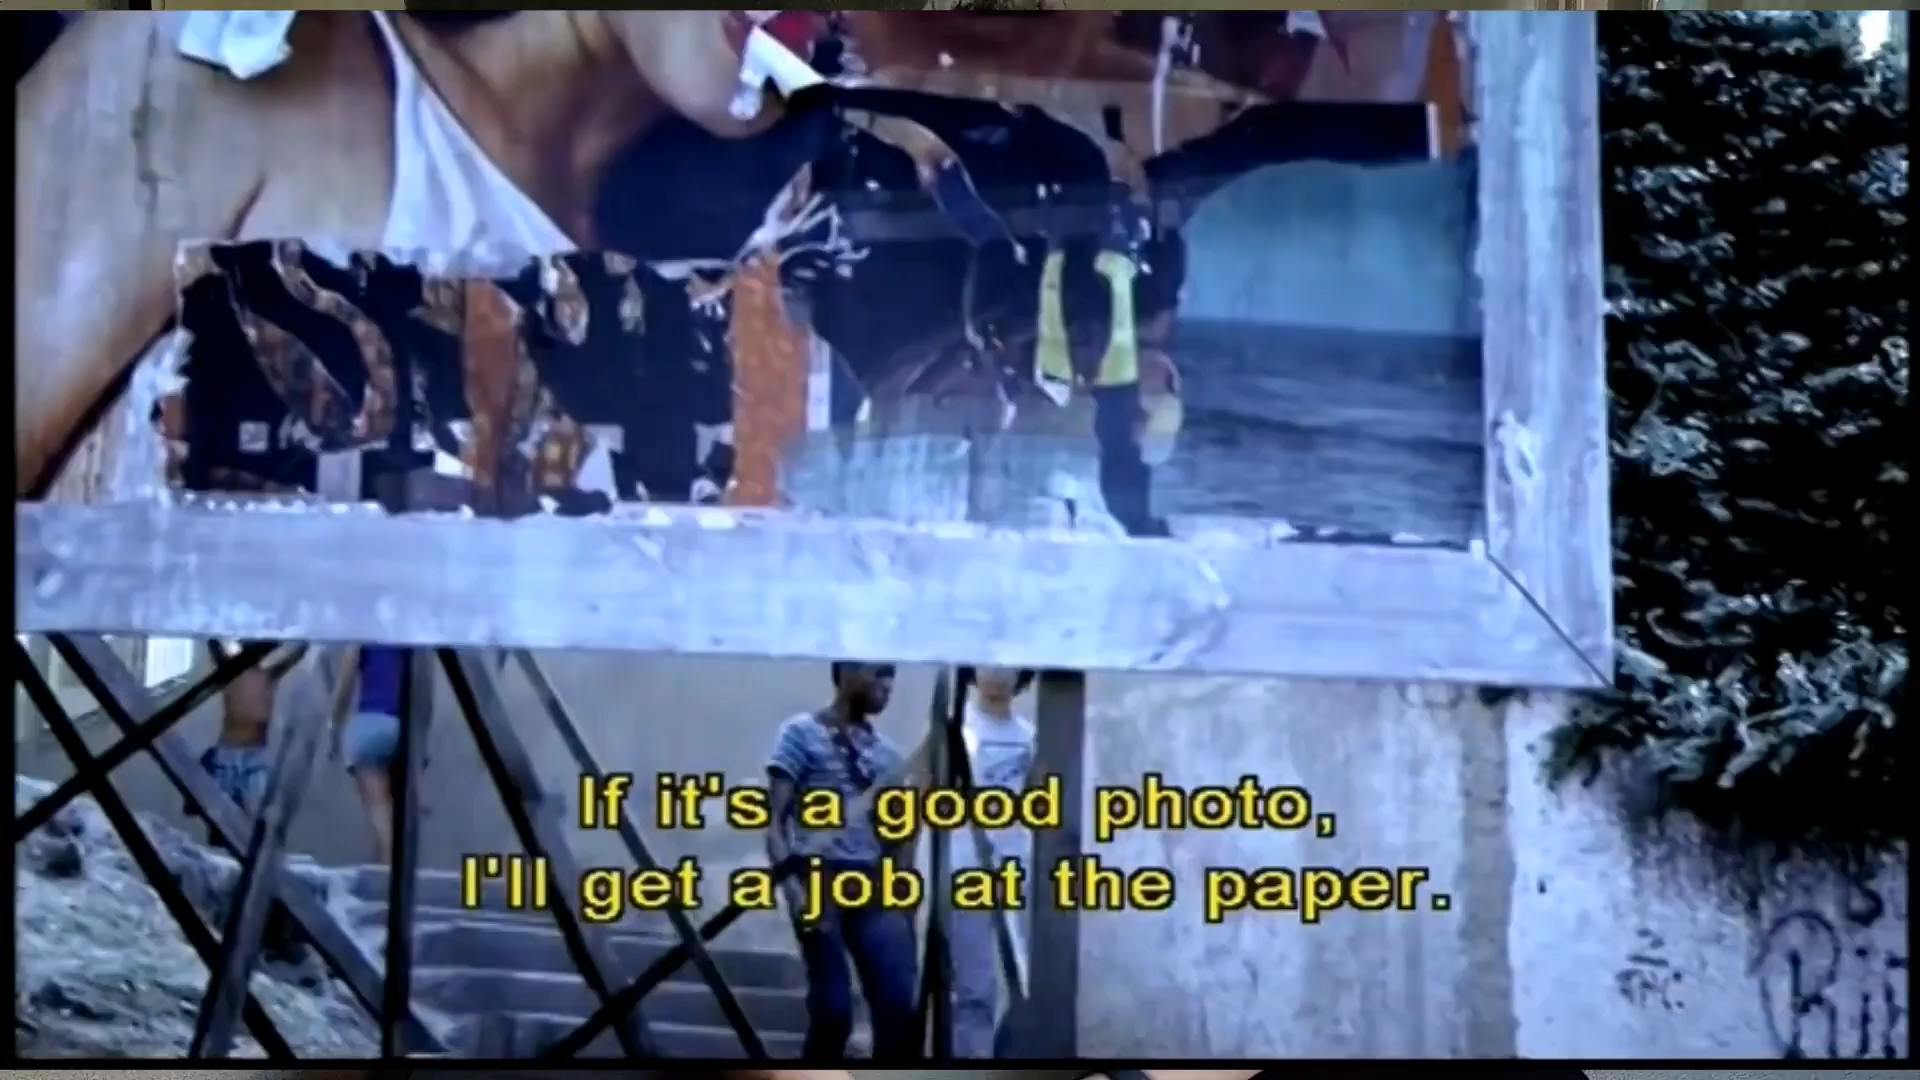 If it's a good photo,
I'll get a job at the paper.